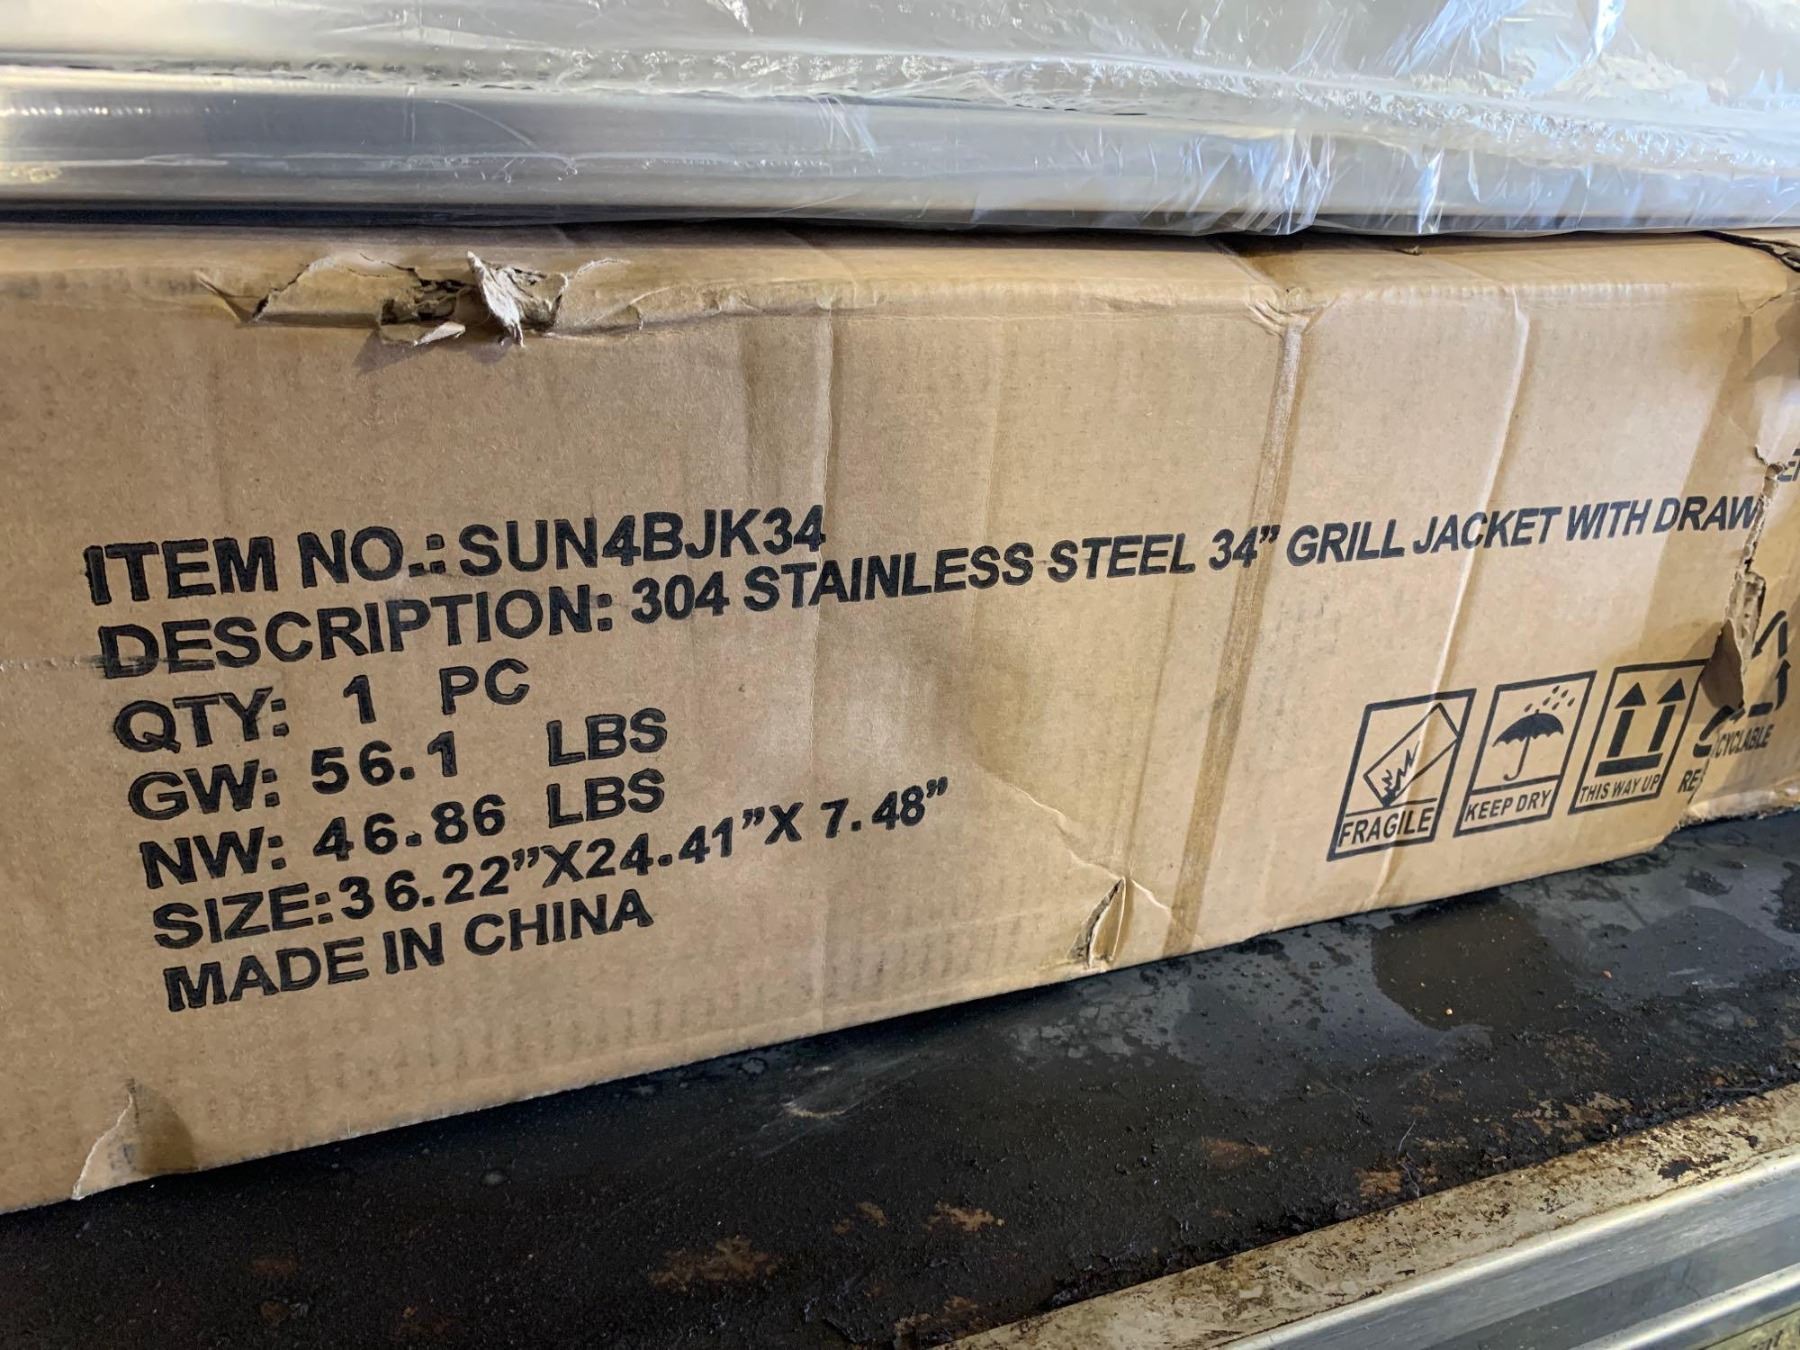 ITEM NO.: SUN4BJK34
DESCRIPTION: 304 STAINLESS STEEL 34" GRILL JACKET WITH DRAW
QTY: 1 PC
GW: 56.1 LBS
NW: 46.86 LBS
SIZE:36.22"X24.41"X 7.48"
MADE IN CHINA
FRAGILE
KEEP DRY
THIS WAY UP
RECYCLABLE